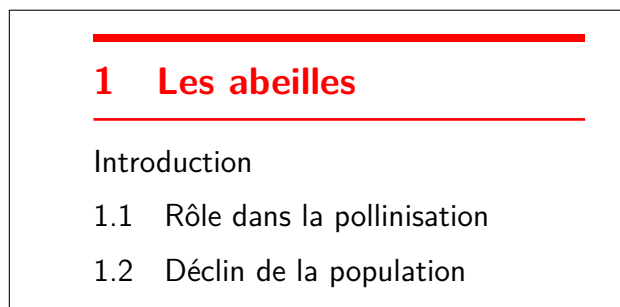 1 Les abeilles
Introduction
1.1 Rôle dans la pollinisation
1.2 Déclin de la population